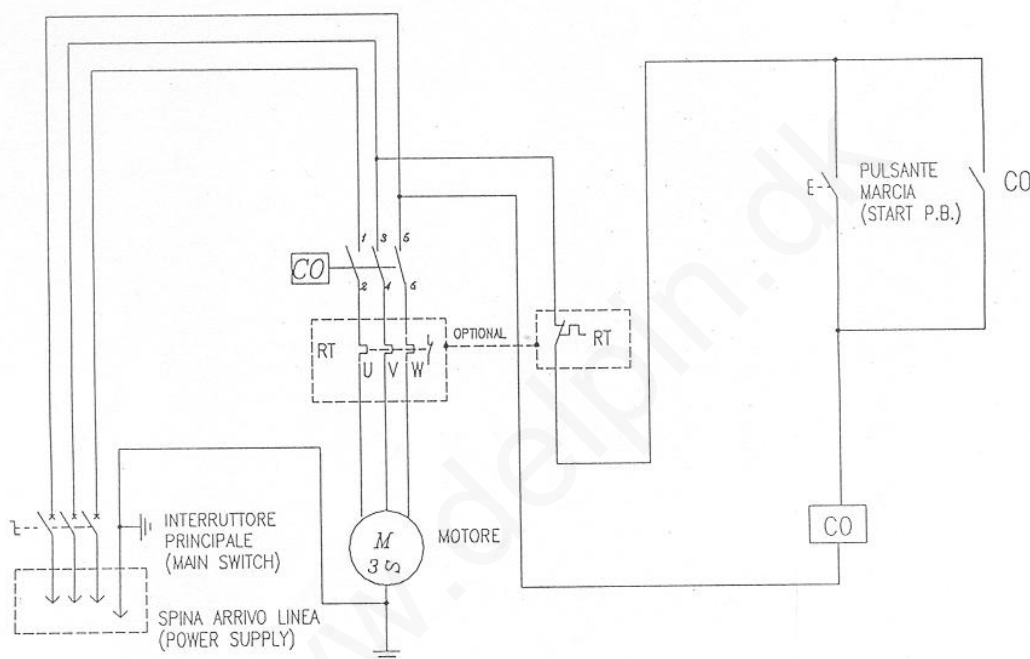 PULSANTE
MARCIA
(START P.B.)
CO
1 3 5
CO
2 4 6
OPTIONAL
RT
U V W
RT
INTERRUTTORE
PRINCIPALE
(MAIN SWITCH)
M
3
MOTORE
CO
SPINA ARRIVO LINEA
(POWER SUPPLY)
www.delpin.dk